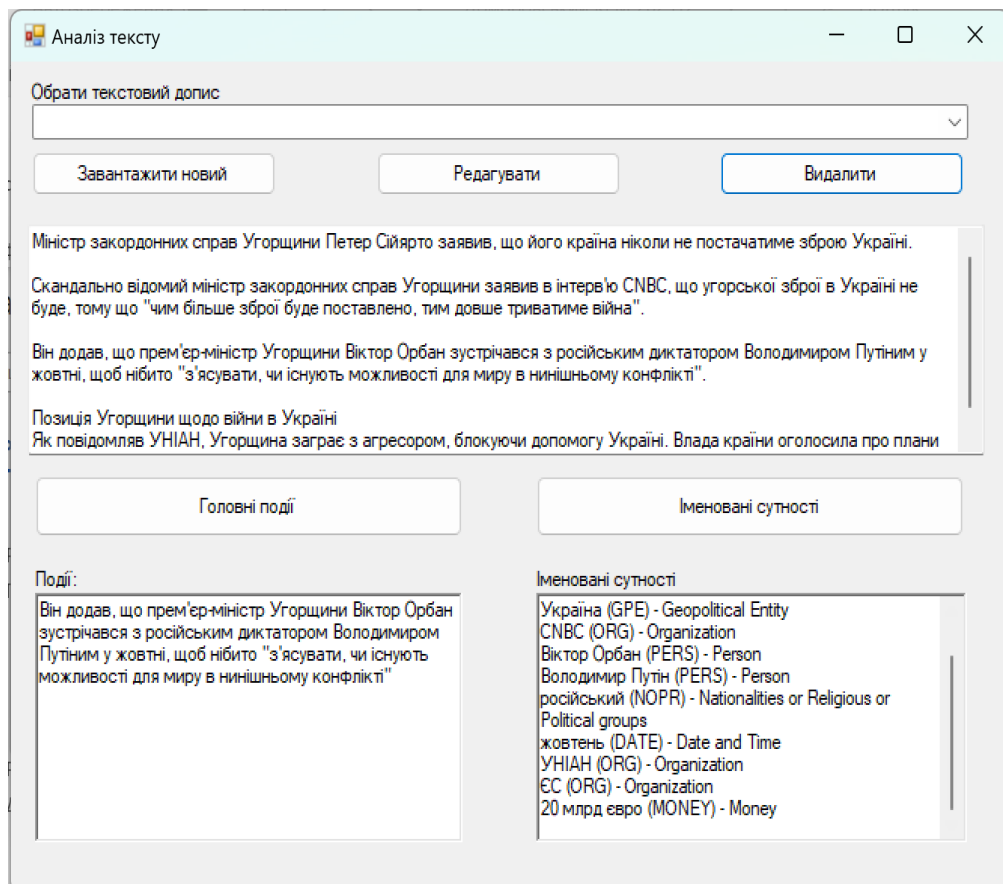 Аналіз тексту
Обрати текстовий допис
Завантажити новий
Редагувати
Видалити
Міністр закордонних справ Угорщини Петер Сійярто заявив, що його країна ніколи не постачатиме зброю Україні.
Скандально відомий міністр закордонних справ Угорщини заявив в інтерв'ю CNBC, що угорської зброї в Україні не
буде, тому що "чим більше зброї буде поставлено, тим довше триватиме війна".
Він додав, що прем'єр-міністр Угорщини Віктор Орбан зустрічався з російським диктатором Володимиром Путіним у
жовтні, щоб нібито "з'ясувати, чи існують можливості для миру в нинішньому конфлікті".
Позиція Угорщини щодо війни в Україні
Як повідомляв УНІАН, Угорщина заграє з агресором, блокуючи допомогу Україні. Влада країни оголосила про плани
Головні події
Іменовані сутності
Події:
Він додав, що прем'єр-міністр Угорщини Віктор Орбан
зустрічався з російським диктатором Володимиром
Путіним у жовтні, щоб нібито "з'ясувати, чи існують
можливості для миру в нинішньому конфлікті"
Іменовані сутності
Україна (GPE) - Geopolitical Entity
CNBC (ORG) - Organization
Віктор Орбан (PERS) - Person
Володимир Путін (PERS) - Person
російський (NOPR) - Nationalities or Religious or
Political groups
жовтень (DATE) - Date and Time
УНІАН (ORG) - Organization
ЄС (ORG) - Organization
20 млрд євро (MONEY) - Money